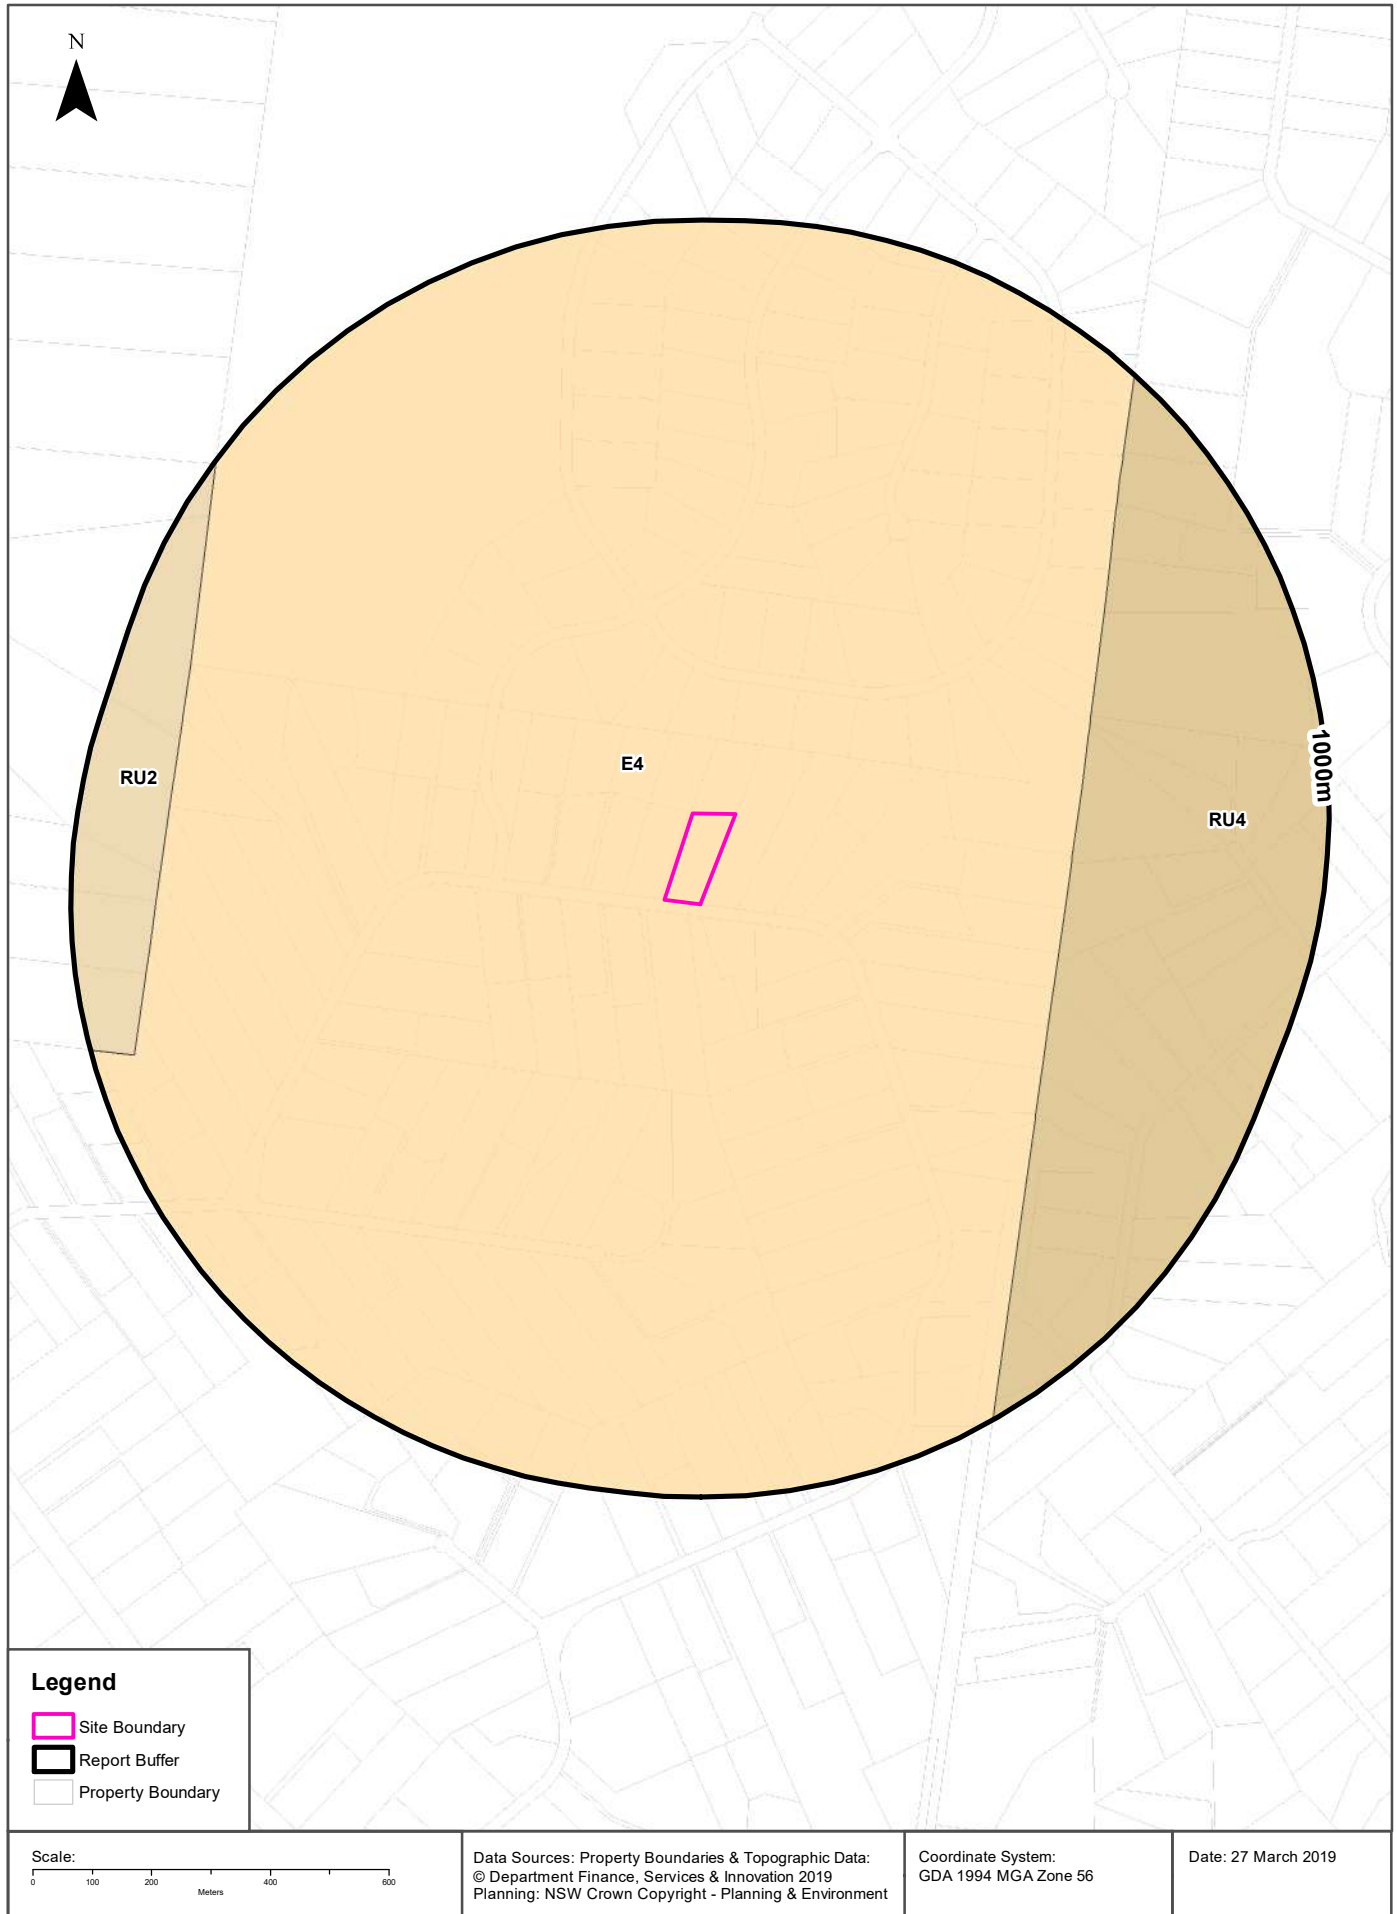 N
1000m
E4
RU2
RU4
Legend
Site Boundary
Report Buffer
Property Boundary
Scale:
0 100 200 400 600
Meters
Data Sources: Property Boundaries & Topographic Data:
© Department Finance, Services & Innovation 2019
Planning: NSW Crown Copyright - Planning & Environment
Coordinate System:
GDA 1994 MGA Zone 56
Date: 27 March 2019